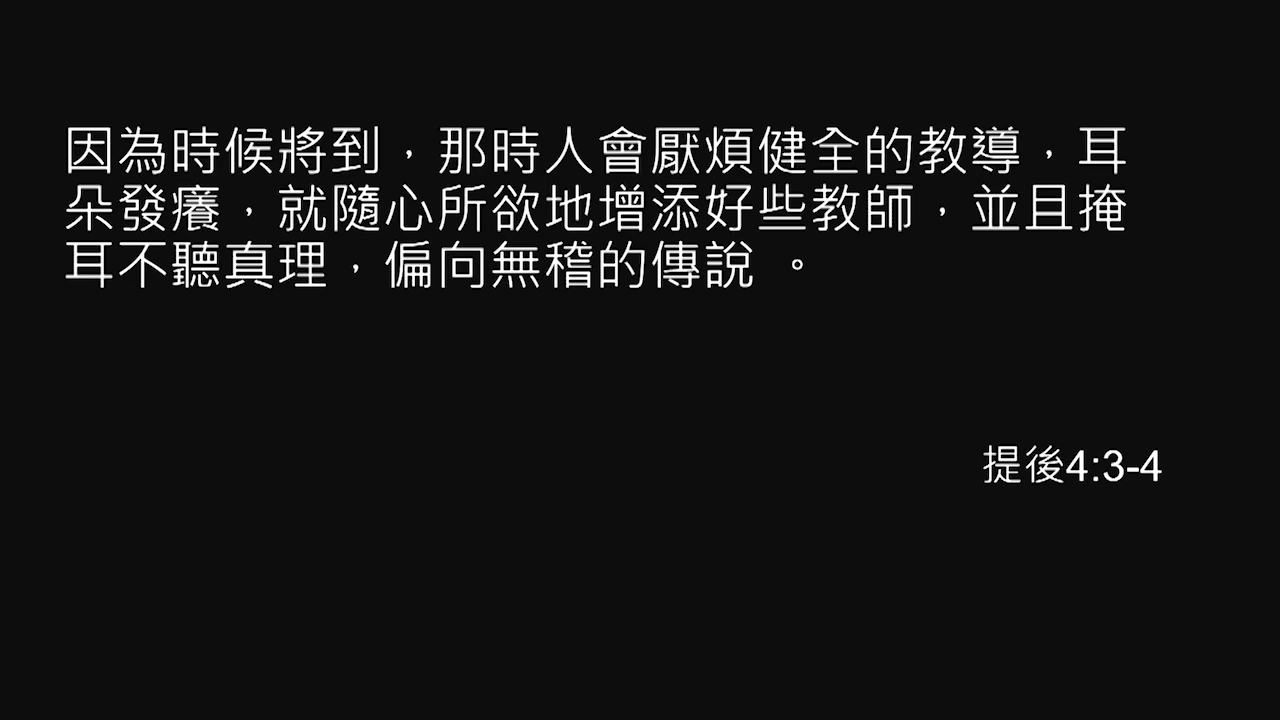 因為時候將到，那時人會厭煩健全的教導，耳
朵發癢，就隨心所欲地增添好些教師，並且掩
耳不聽真理，偏向無稽的傳說 。
提後4:3-4